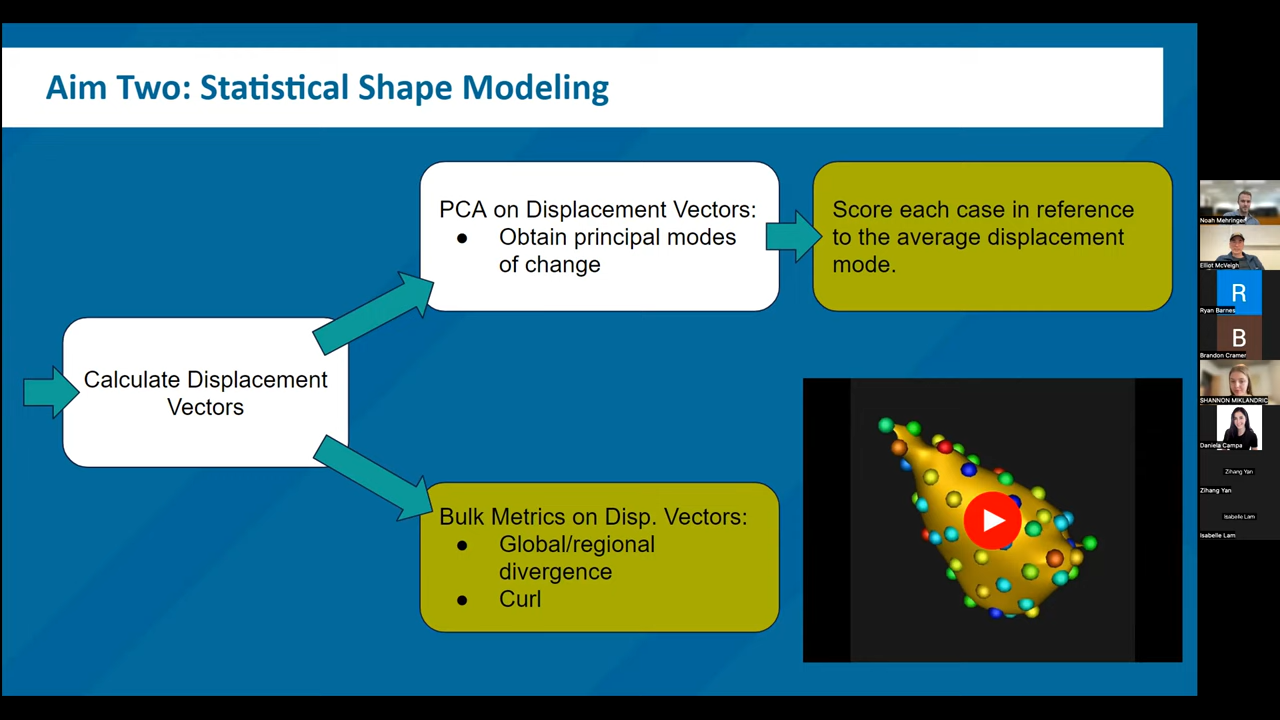 Aim Two: Statistical Shape Modeling
PCA on Displacement Vectors:
● Obtain principal modes
of change
Score each case in reference
to the average displacement
mode.
Calculate Displacement
Vectors
Bulk Metrics on Disp. Vectors:
● Global/regional
divergence
● Curl
Noah Mehringer
Elliot McVeigh
R
Ryan Barnes
B
Brandon Cramer
SHANNON MIKLANDRIC
Daniela Campa
Zihang Yan
Zihang Yan
Isabelle Lam
Isabelle Lam